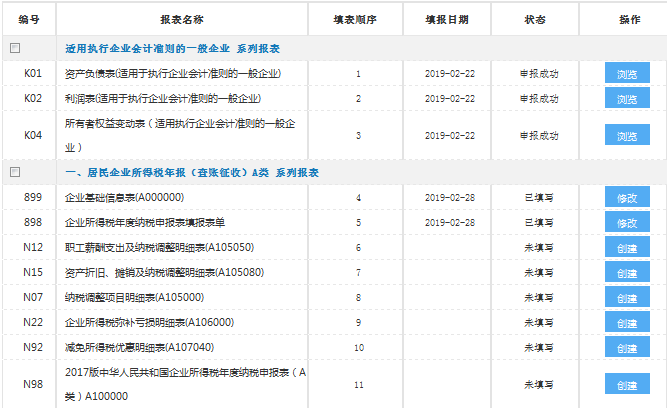 编号 报表名称 填表顺序 填报日期 状态 操作
适用执行企业会计准则的一般企业 系列报表
K01 资产负债表(适用于执行企业会计准则的一般企业) 1 2019-02-22 申报成功 浏览
K02 利润表(适用于执行企业会计准则的一般企业) 2 2019-02-22 申报成功 浏览
K04 所有者权益变动表（适用执行企业会计准则的一般企 3 2019-02-22 申报成功 浏览
业）
一、居民企业所得税年报（查账征收）A类 系列报表
899 企业基础信息表(A000000) 4 2019-02-28 已填写 修改
898 企业所得税年度纳税申报表填报表单 5 2019-02-28 已填写 修改
N12 职工薪酬支出及纳税调整明细表(A105050) 6 未填写 创建
N15 资产折旧、摊销及纳税调整明细表(A105080) 7 未填写 创建
N07 纳税调整项目明细表(A105000) 8 未填写 创建
N22 企业所得税弥补亏损明细表(A106000) 9 未填写 创建
N92 减免所得税优惠明细表(A107040) 10 未填写 创建
N98 2017版中华人民共和国企业所得税年度纳税申报表（A 11 未填写 创建
类）A100000